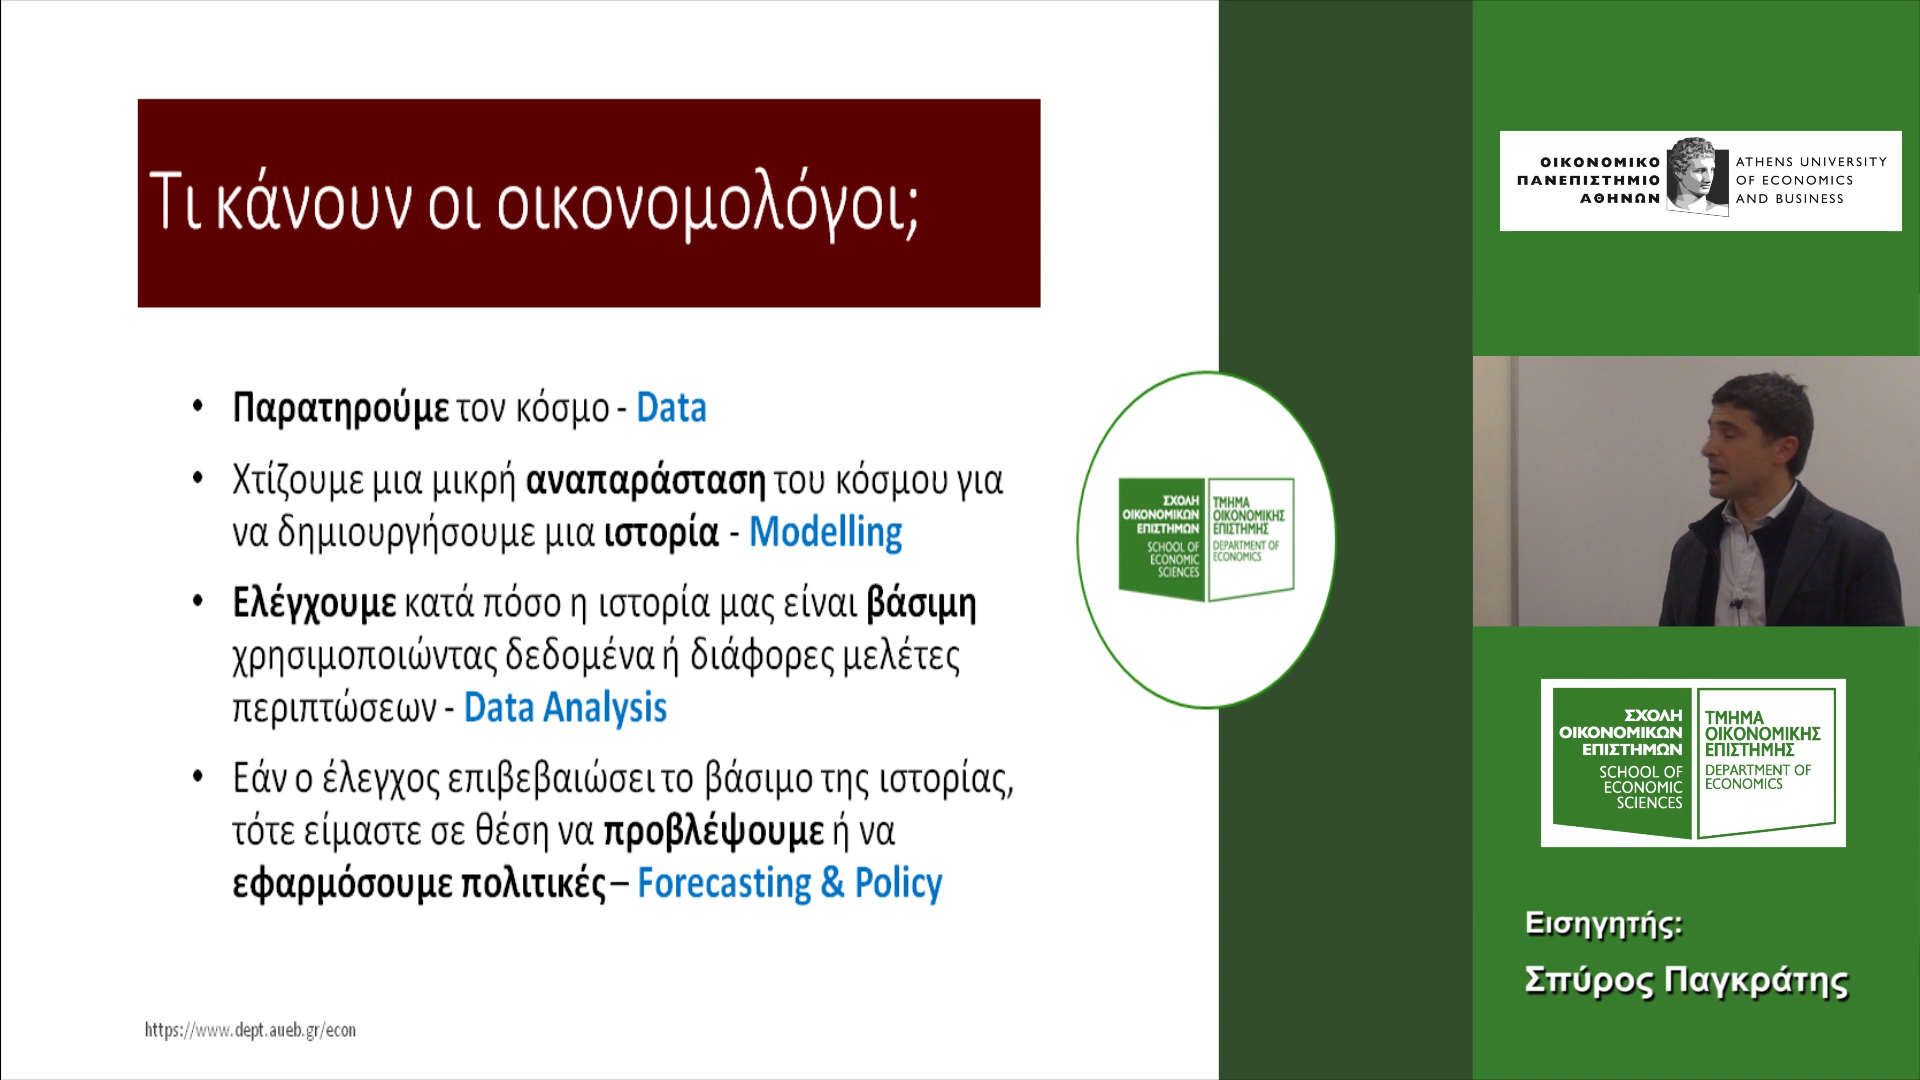 Τι κάνουν οι οικονομολόγοι;
• Παρατηρούμε τον κόσμο - Data
• Χτίζουμε μια μικρή αναπαράσταση του κόσμου για
να δημιουργήσουμε μια ιστορία - Modelling
• Ελέγχουμε κατά πόσο η ιστορία μας είναι βάσιμη
χρησιμοποιώντας δεδομένα ή διάφορες μελέτες
περιπτώσεων - Data Analysis
• Εάν ο έλεγχος επιβεβαιώσει το βάσιμο της ιστορίας,
τότε είμαστε σε θέση να προβλέψουμε ή να
εφαρμόσουμε πολιτικές – Forecasting & Policy
https://www.dept.aueb.gr/econ
ΣΧΟΛΗ
ΟΙΚΟΝΟΜΙΚΩΝ
ΕΠΙΣΤΗΜΩΝ
SCHOOL OF
ECONOMIC
SCIENCES
ΤΜΗΜΑ
ΟΙΚΟΝΟΜΙΚΗΣ
ΕΠΙΣΤΗΜΗΣ
DEPARTMENT OF
ECONOMICS
ΟΙΚΟΝΟΜΙΚΟ
ΠΑΝΕΠΙΣΤΗΜΙΟ
ΑΘΗΝΩΝ
ATHENS UNIVERSITY
OF ECONOMICS
AND BUSINESS
ΣΧΟΛΗ
ΟΙΚΟΝΟΜΙΚΩΝ
ΕΠΙΣΤΗΜΩΝ
SCHOOL OF
ECONOMIC
SCIENCES
ΤΜΗΜΑ
ΟΙΚΟΝΟΜΙΚΗΣ
ΕΠΙΣΤΗΜΗΣ
DEPARTMENT OF
ECONOMICS
Εισηγητής:
Σπύρος Παγκράτης